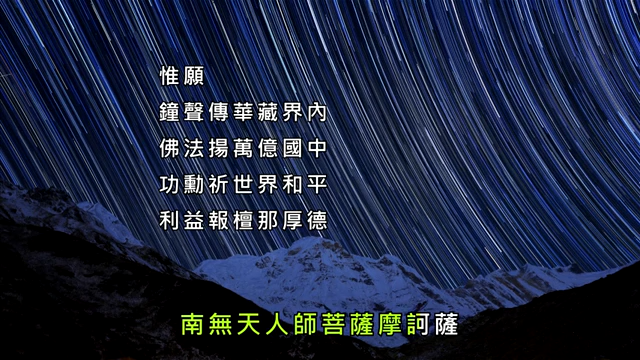 惟願
鐘聲傳華藏界內
佛法揚萬億國中
功勳祈世界和平
利益報檀那厚德
南無天人師菩薩摩訶薩